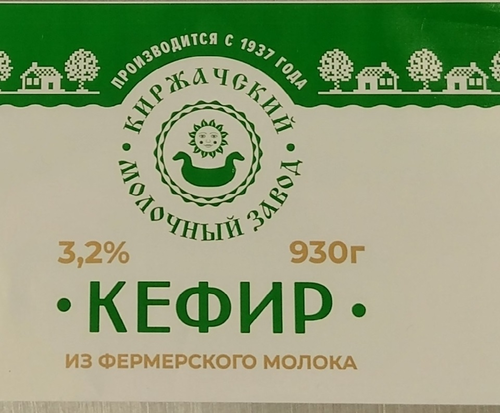 ПРОИЗВОДИТСЯ С 1937 ГОДА
КИРЖАЧСКИЙ
МОЛОЧНЫЙ ЗАВОД
3,2% 930г
• КЕФИР •
ИЗ ФЕРМЕРСКОГО МОЛОКА